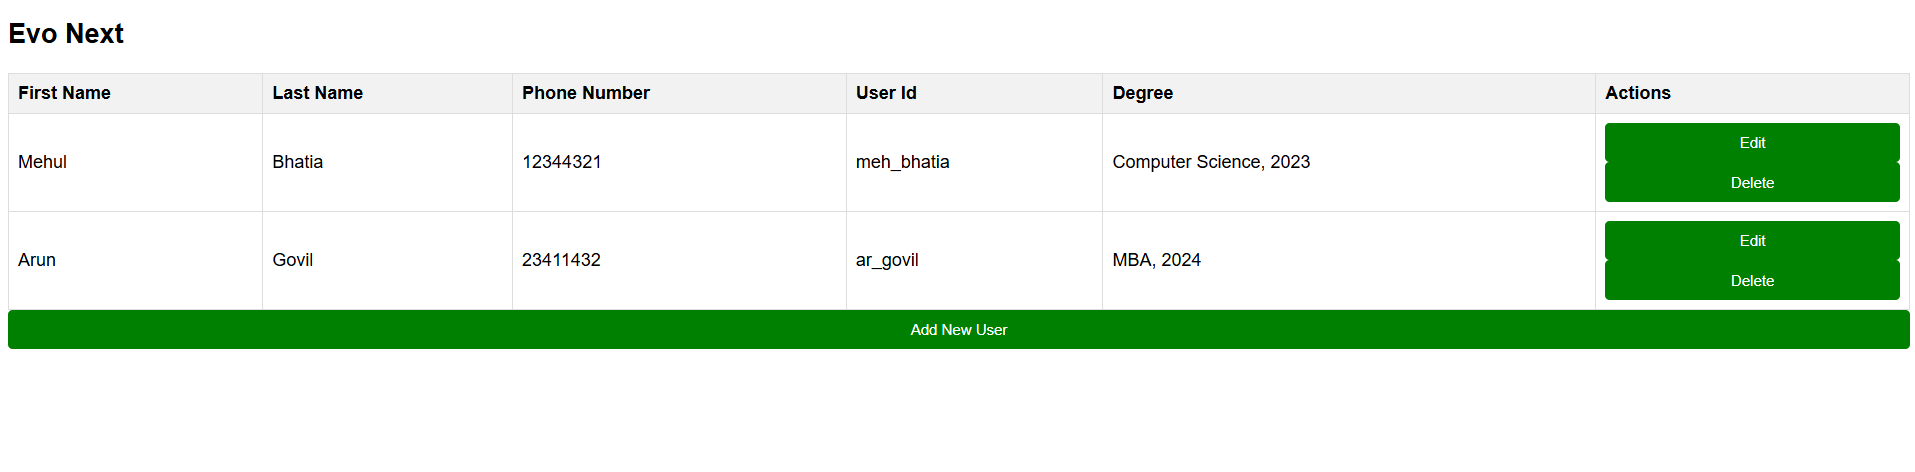 Evo Next
First Name Last Name Phone Number User Id Degree Actions
Mehul Bhatia 12344321 meh_bhatia Computer Science, 2023 Edit
Delete
Arun Govil 23411432 ar_govil MBA, 2024 Edit
Delete
Add New User